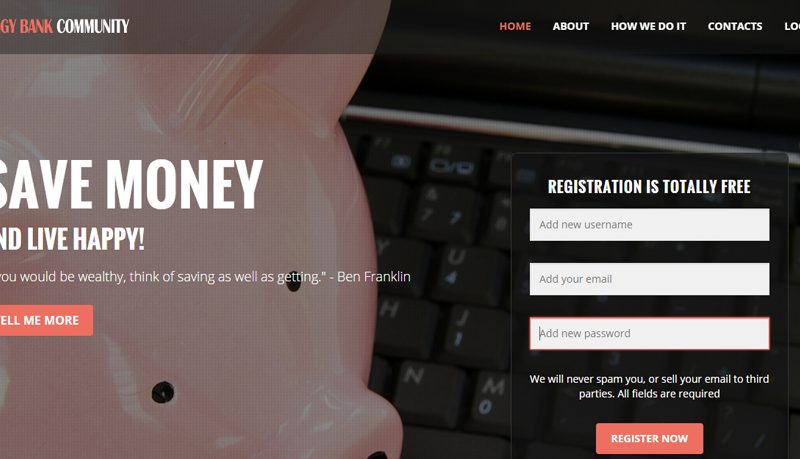 GY BANK COMMUNITY
HOME ABOUT HOW WE DO IT CONTACTS
SAVE MONEY
ND LIVE HAPPY!
you would be wealthy, think of saving as well as getting." - Ben Franklin
TELL ME MORE
REGISTRATION IS TOTALLY FREE
Add new username
Add your email
Add new password
We will never spam you, or sell your email to third
parties. All fields are required
REGISTER NOW